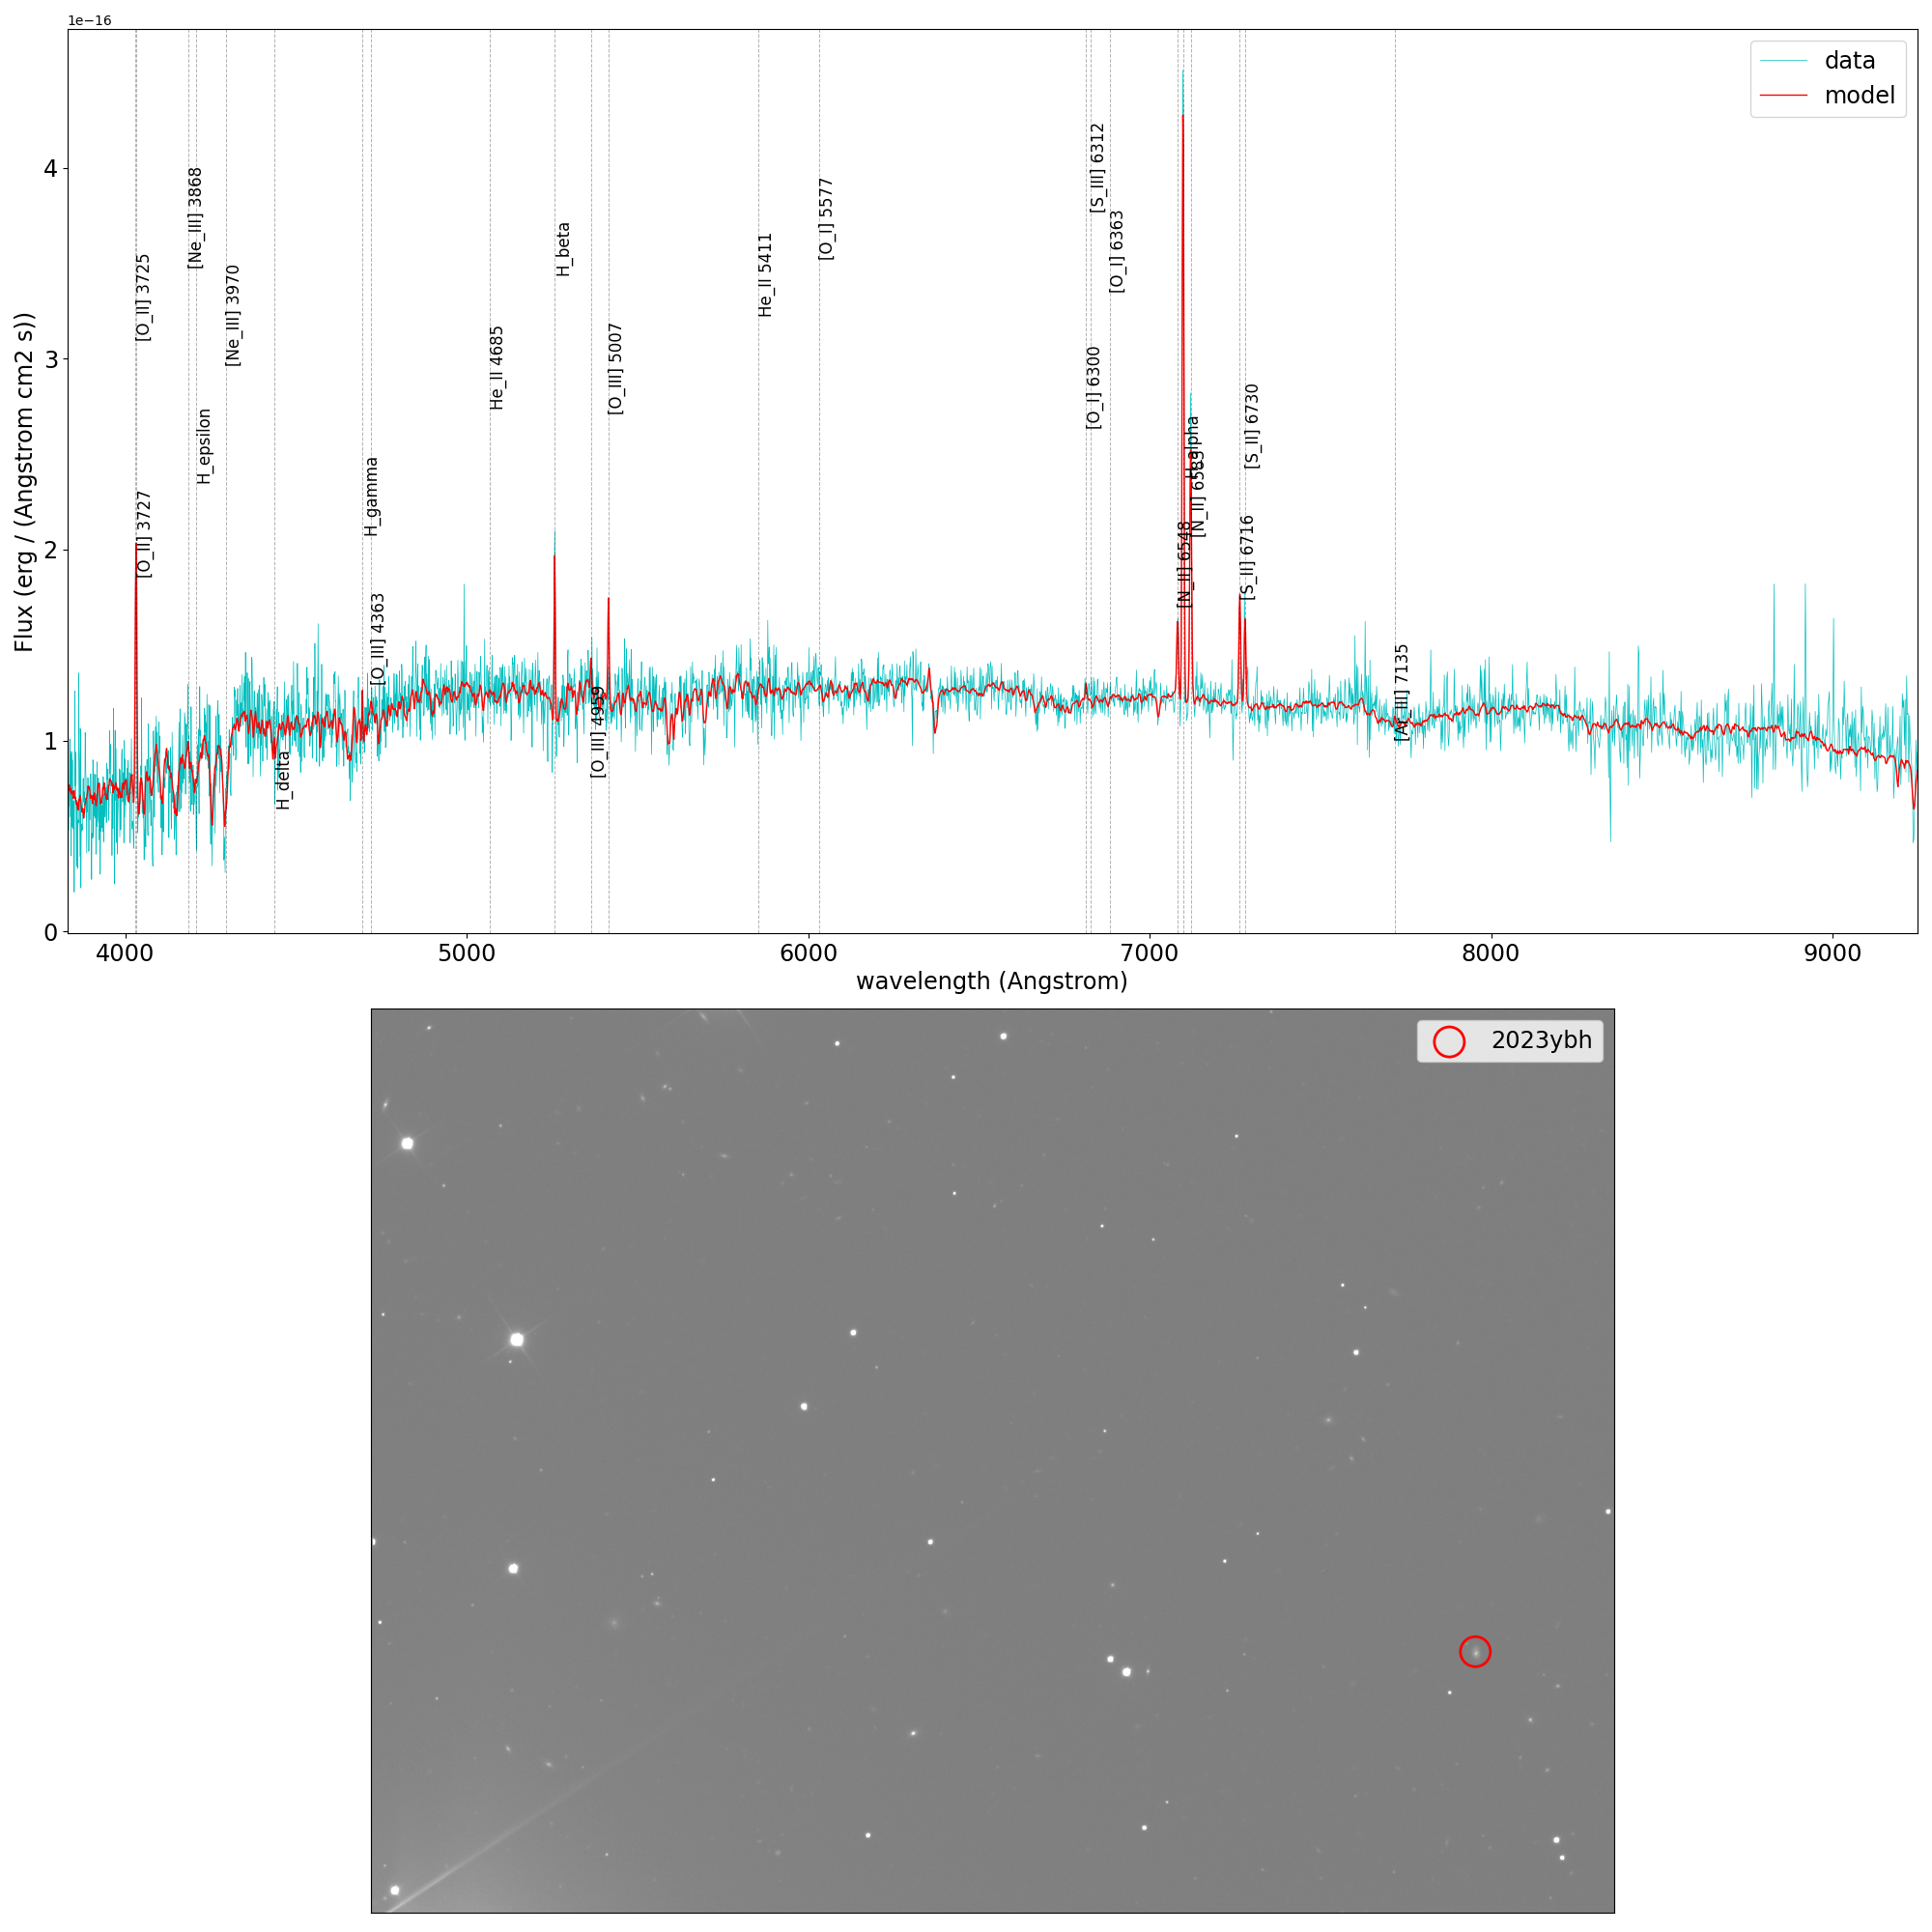 1e−16
data
model
Flux (erg / (Angstrom cm2 s))
4
3
2
1
0
[O_II] 3725
[O_II] 3727
[Ne_III] 3868
H_epsilon
[Ne_III] 3970
H_delta
H_gamma
[O_III] 4363
He_II 4685
H_beta
[O_III] 4959
[O_III] 5007
He_II 5411
[O_I] 5577
[O_I] 6300
[S_III] 6312
[O_I] 6363
[N_II] 6548
H_alpha
[N_II] 6583
[S_II] 6716
[S_II] 6730
[Ar_III] 7135
4000
5000
6000
7000
8000
9000
wavelength (Angstrom)
2023ybh